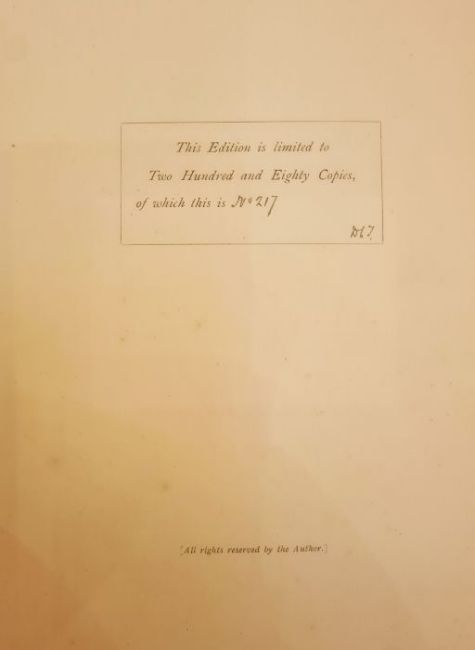 This Edition is limited to
Two Hundred and Eighty Copies,
of which this is No 217
[All rights reserved by the Author.]